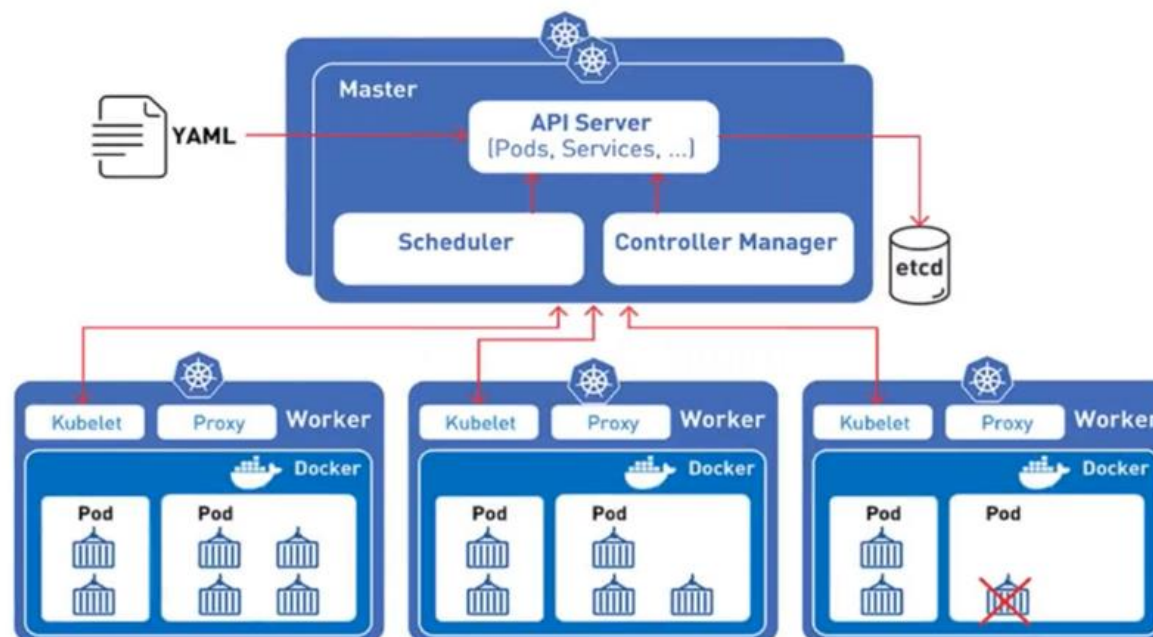 Master
YAML
API Server
(Pods, Services, ...)
Scheduler
Controller Manager
etcd
Kubelet
Proxy
Worker
Docker
Pod
Pod
Kubelet
Proxy
Worker
Docker
Pod
Pod
Kubelet
Proxy
Worker
Docker
Pod
Pod